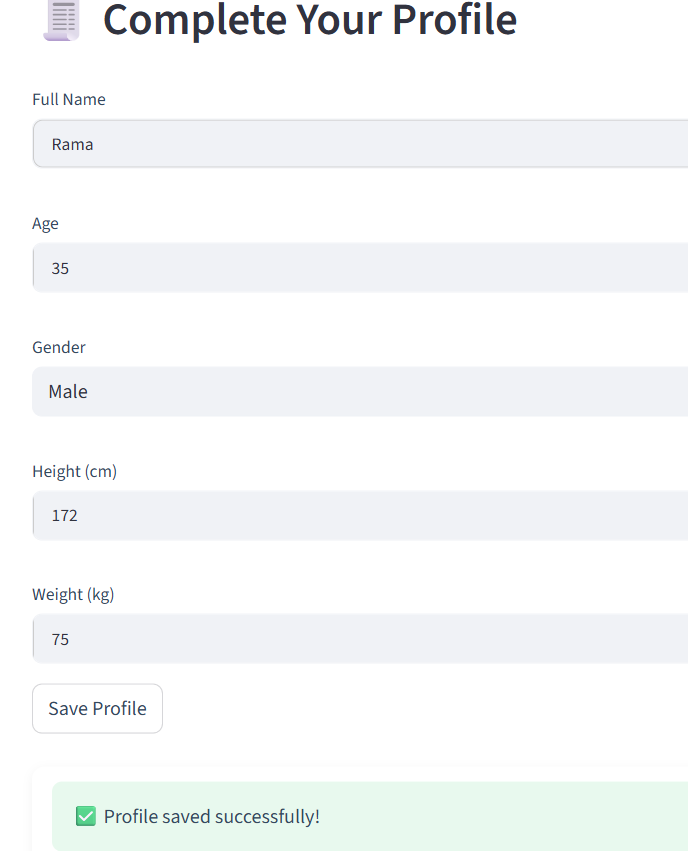 Complete Your Profile
Full Name
Rama
Age
35
Gender
Male
Height (cm)
172
Weight (kg)
75
Save Profile
Profile saved successfully!